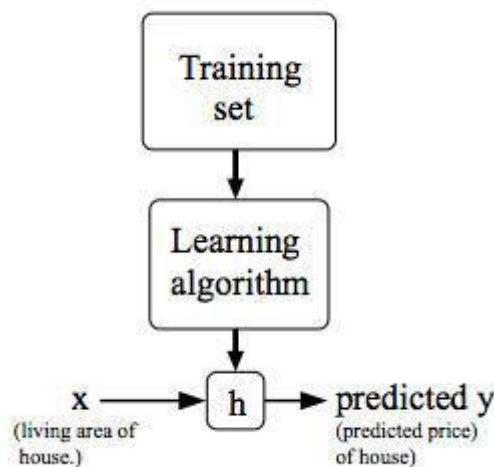 Training
set
Learning
algorithm
x
h
predicted y
(living area of
house.)
(predicted price)
of house)